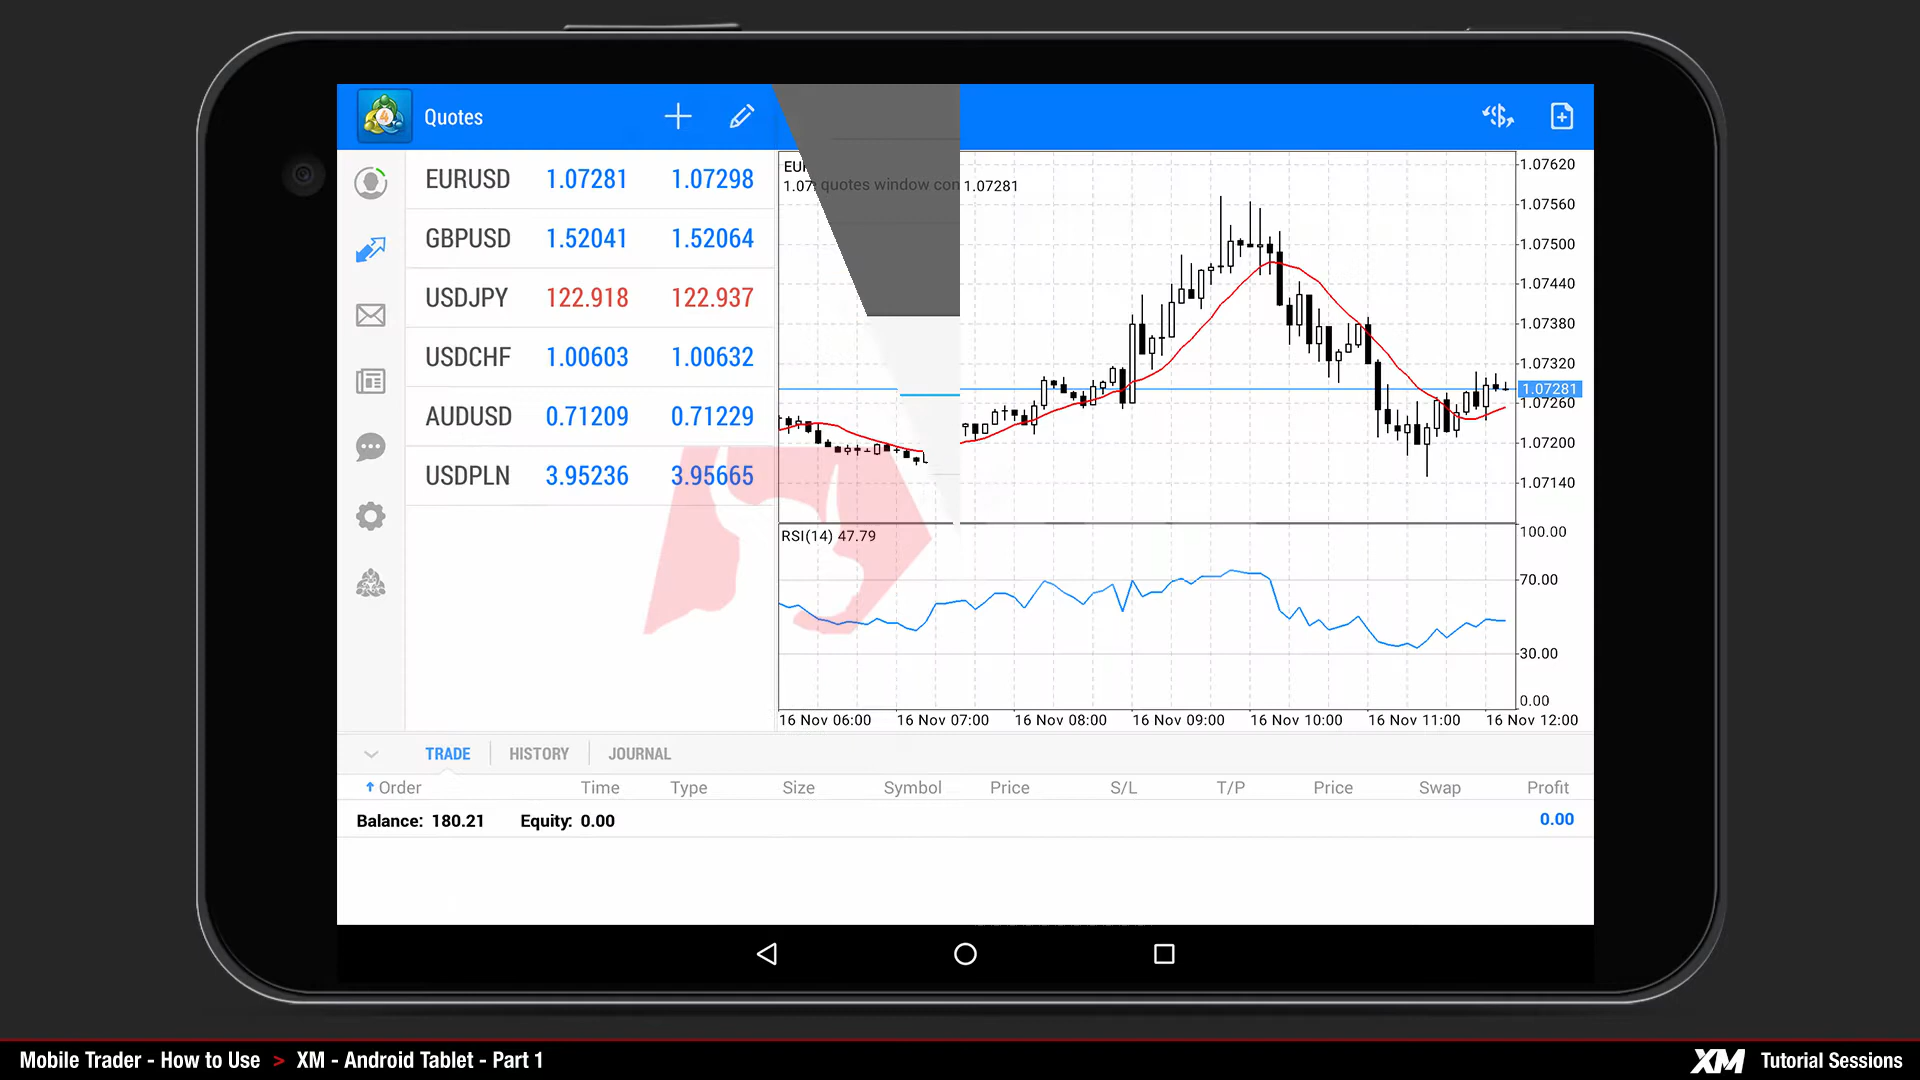 Quotes
EURUSD 1.07281 1.07298
GBPUSD 1.52041 1.52064
USDJPY 122.918 122.937
USDCHF 1.00603 1.00632
AUDUSD 0.71209 0.71229
USDPLN 3.95236 3.95665
quotes window
1.07281
1.07620
1.07560
1.07500
1.07440
1.07380
1.07320
1.07281
1.07260
1.07200
1.07140
RSI(14) 47.79
100.00
70.00
30.00
0.00
16 Nov 06:00 16 Nov 07:00 16 Nov 08:00 16 Nov 09:00 16 Nov 10:00 16 Nov 11:00 16 Nov 12:00
TRADE HISTORY JOURNAL
Order Time Type Size Symbol Price S/L T/P Price Swap Profit
Balance: 180.21 Equity: 0.00 0.00
Mobile Trader - How to Use > XM - Android Tablet - Part 1
XM Tutorial Sessions